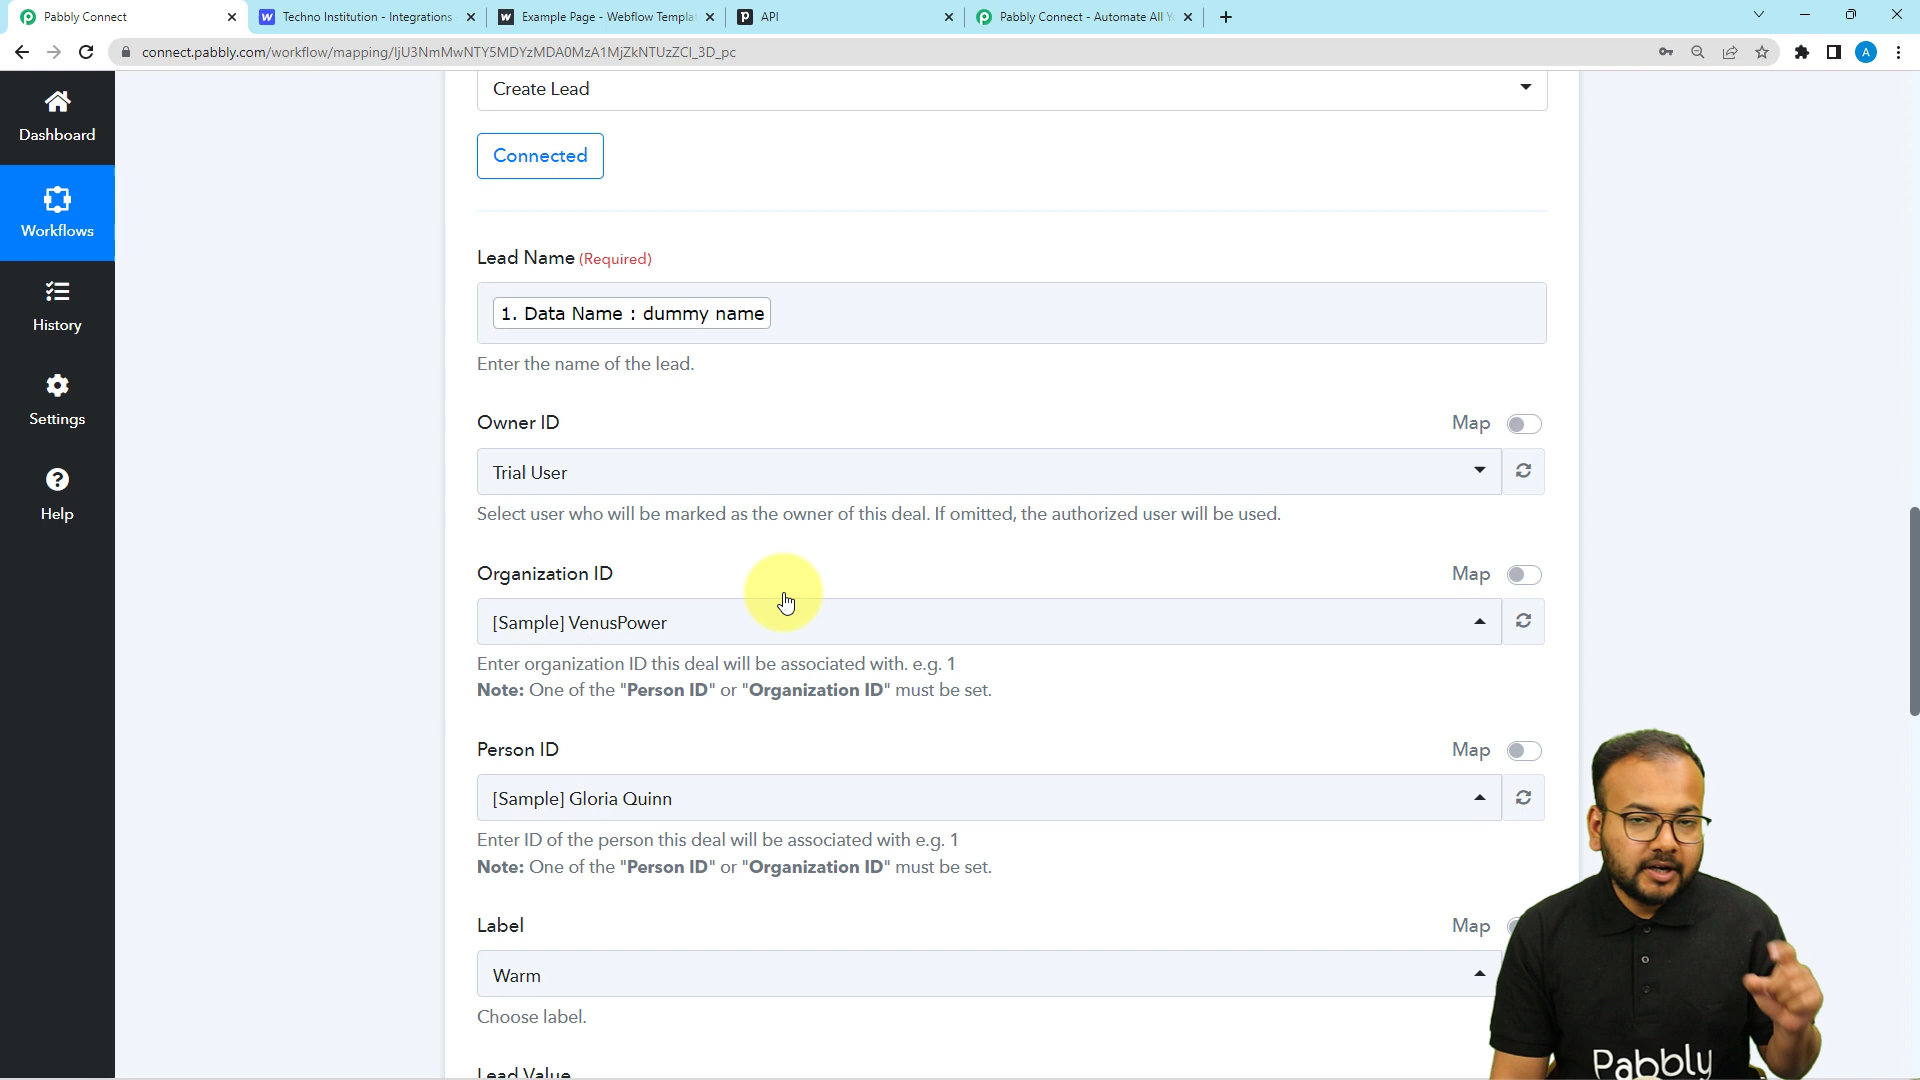 Pabbly Connect
Techno Institution - Integrations
Example Page - Webflow Templa
API
Pabbly Connect - Automate All Y
connect.pabbly.com/workflow/mapping/IjU3NmMwNTY5MDYzMDA0MzA1MjZkNTUzZCI_3D_pc
A
Dashboard
Workflows
History
Settings
Help
Create Lead
Connected
Lead Name (Required)
1. Data Name : dummy name
Enter the name of the lead.
Owner ID
Map
Trial User
Select user who will be marked as the owner of this deal. If omitted, the authorized user will be used.
Organization ID
Map
[Sample] VenusPower
Enter organization ID this deal will be associated with. e.g. 1
Note: One of the "Person ID" or "Organization ID" must be set.
Person ID
Map
[Sample] Gloria Quinn
Enter ID of the person this deal will be associated with e.g. 1
Note: One of the "Person ID" or "Organization ID" must be set.
Label
Map
Warm
Choose label.
Lead Value
Pabbly